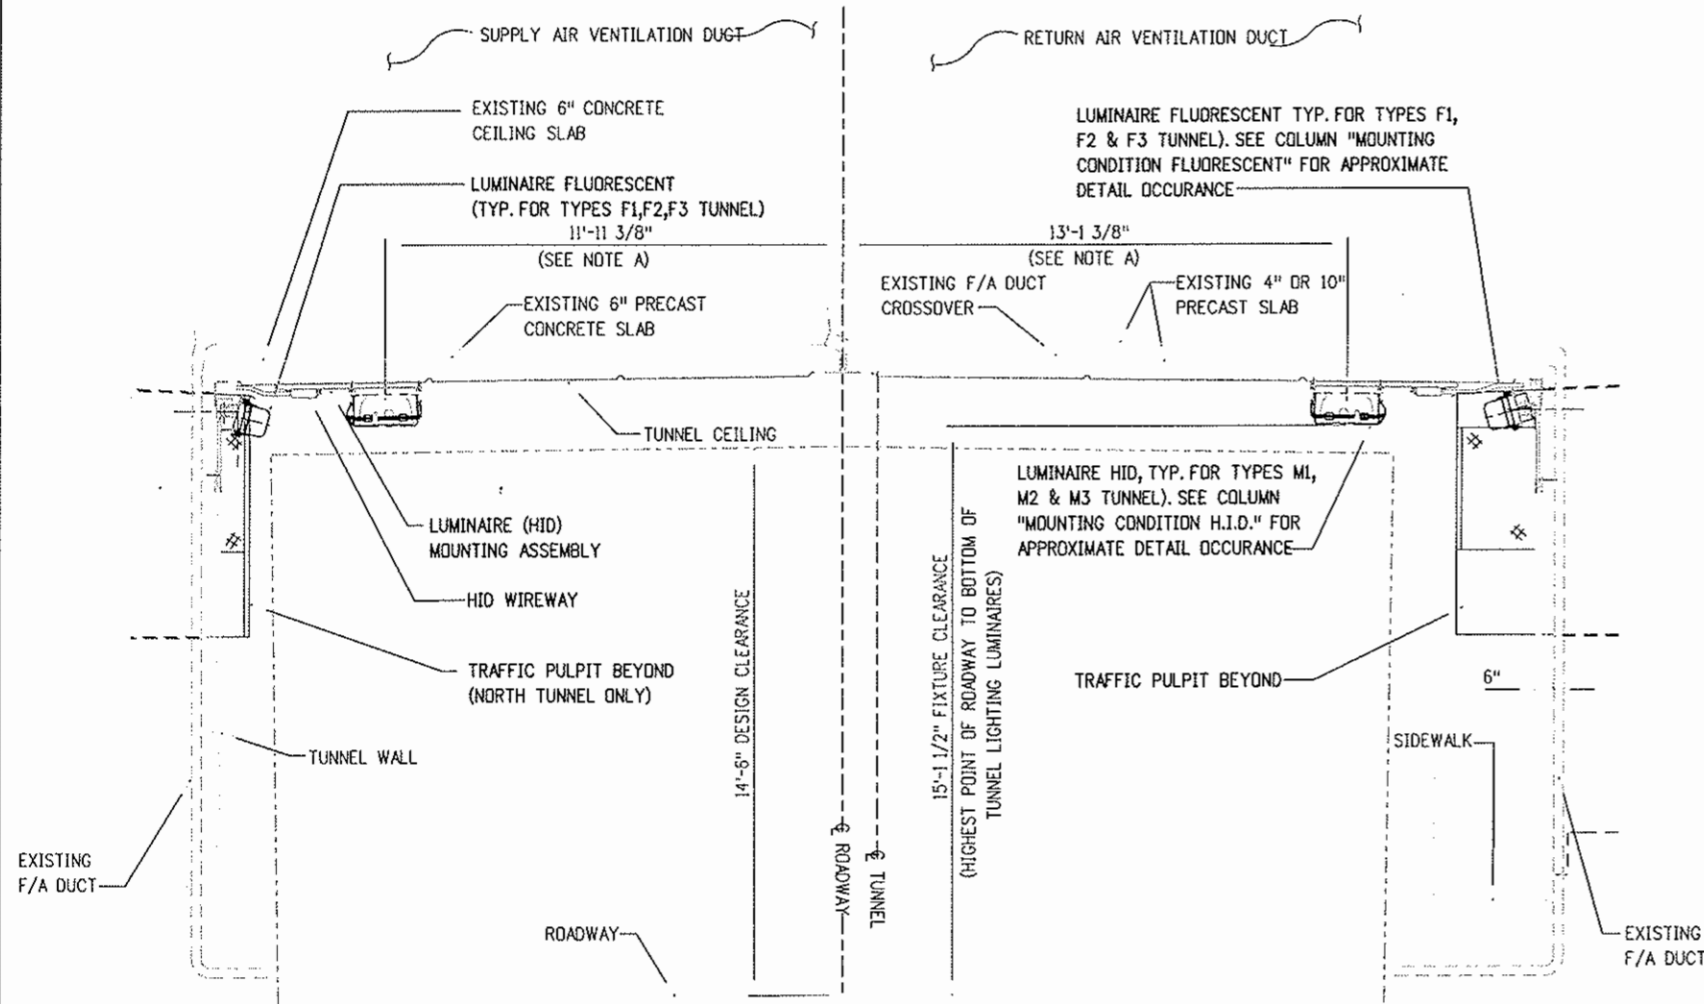 SUPPLY AIR VENTILATION DUCT
RETURN AIR VENTILATION DUCT
EXISTING 6" CONCRETE
CEILING SLAB
LUMINAIRE FLUORESCENT
(TYP. FOR TYPES F1,F2,F3 TUNNEL)
11'-11 3/8"
(SEE NOTE A)
EXISTING 6" PRECAST
CONCRETE SLAB
LUMINAIRE FLUORESCENT TYP. FOR TYPES F1,
F2 & F3 TUNNEL). SEE COLUMN "MOUNTING
CONDITION FLUORESCENT" FOR APPROXIMATE
DETAIL OCCURANCE
13'-1 3/8"
(SEE NOTE A)
EXISTING F/A DUCT
CROSSOVER
EXISTING 4" OR 10"
PRECAST SLAB
TUNNEL CEILING
LUMINAIRE (HID)
MOUNTING ASSEMBLY
HID WIREWAY
TRAFFIC PULPIT BEYOND
(NORTH TUNNEL ONLY)
TUNNEL WALL
EXISTING
F/A DUCT
ROADWAY
14'-6" DESIGN CLEARANCE
℄ ROADWAY
℄ TUNNEL
15'-1 1/2" FIXTURE CLEARANCE
(HIGHEST POINT OF ROADWAY TO BOTTOM OF
TUNNEL LIGHTING LUMINAIRES)
LUMINAIRE HID, TYP. FOR TYPES M1,
M2 & M3 TUNNEL). SEE COLUMN
"MOUNTING CONDITION H.I.D." FOR
APPROXIMATE DETAIL OCCURANCE
TRAFFIC PULPIT BEYOND
6"
SIDEWALK
EXISTING
F/A DUCT